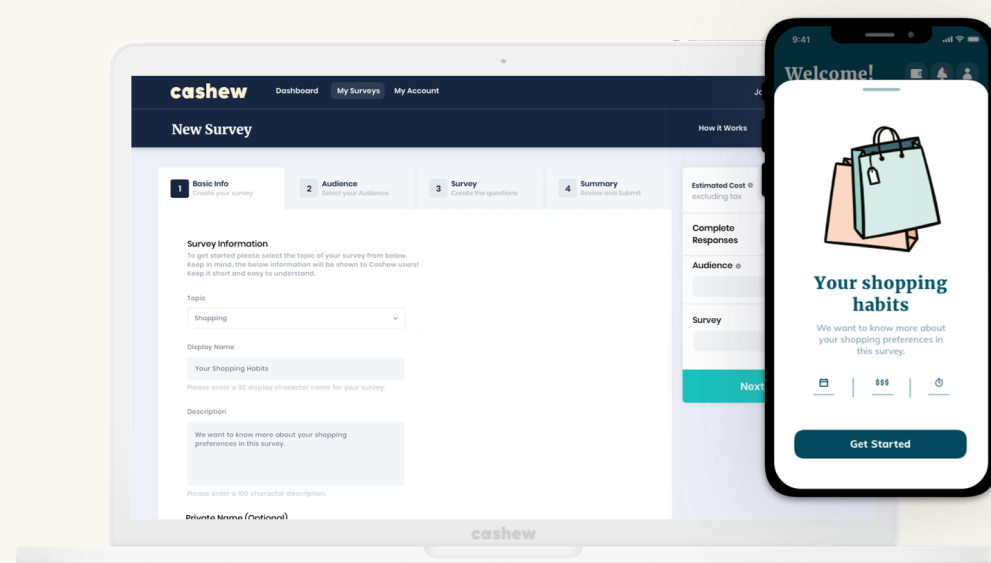 cashew
Dashboard My Surveys My Account
New Survey
How it Works
1 Basic Info
Create your survey
2 Audience
Select your Audience
3 Survey
Create the questions
4 Summary
Review and Submit
Survey Information
To get started please select the topic of your survey from below.
Keep in mind, the below information will be shown to Cashew users!
Keep it short and easy to understand.
Topic
Shopping
Display Name
Your Shopping Habits
Please enter a 30 display character name for your survey.
Description
We want to know more about your shopping
preferences in this survey.
Please enter a 100 character description.
Private Name (Optional)
Estimated Cost
excluding tax
Complete
Responses
Audience
Survey
Next
cashew
9:41
Welcome!
Your shopping
habits
We want to know more about
your shopping preferences in
this survey.
$$$
Get Started